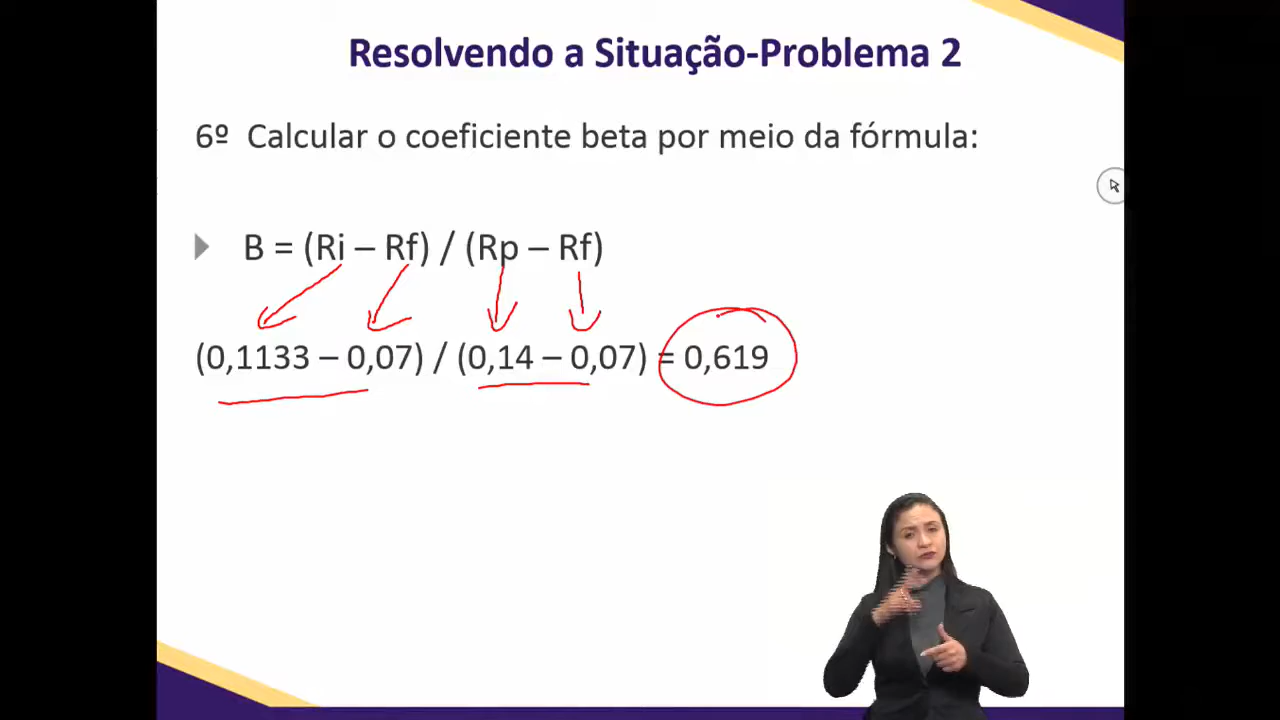 Resolvendo a Situação-Problema 2
6º Calcular o coeficiente beta por meio da fórmula:
B = (Ri – Rf) / (Rp – Rf)
(0,1133 – 0,07) / (0,14 – 0,07) = 0,619